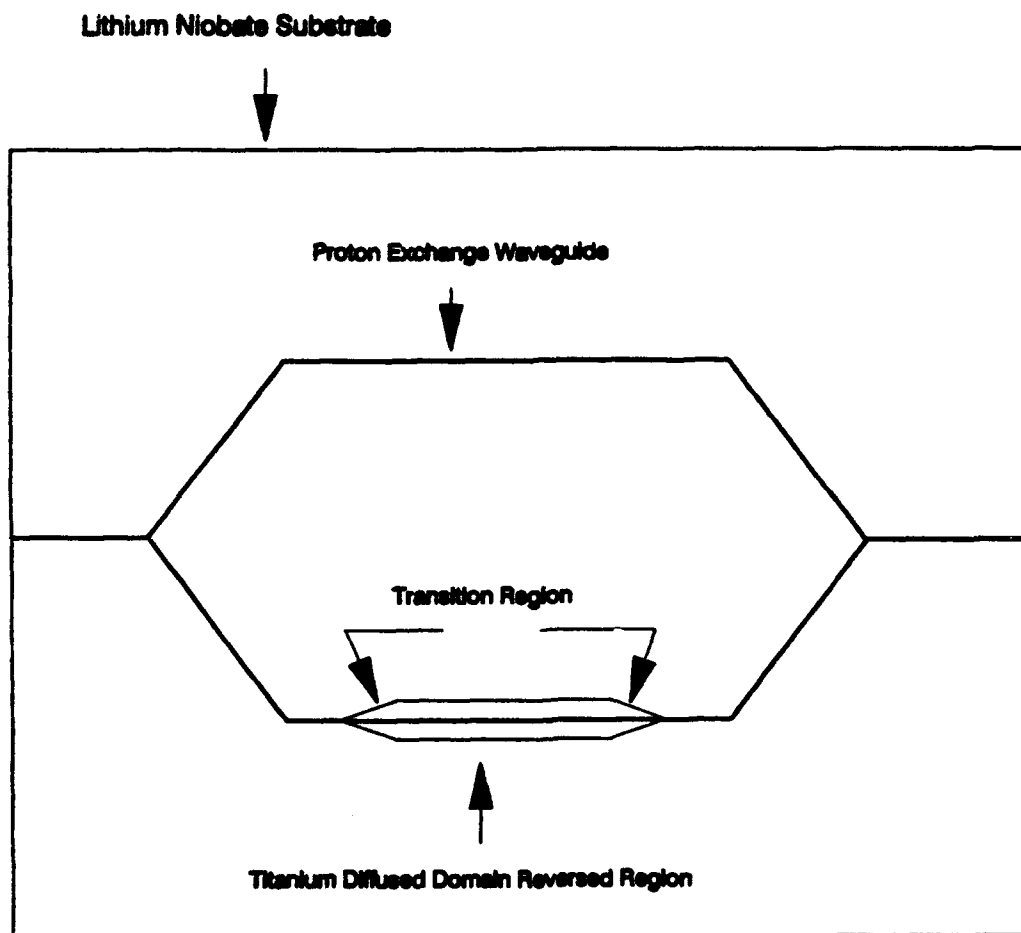 Lithium Niobate Substrate
Proton Exchange Waveguide
Transition Region
Titanium Diffused Domain Reversed Region